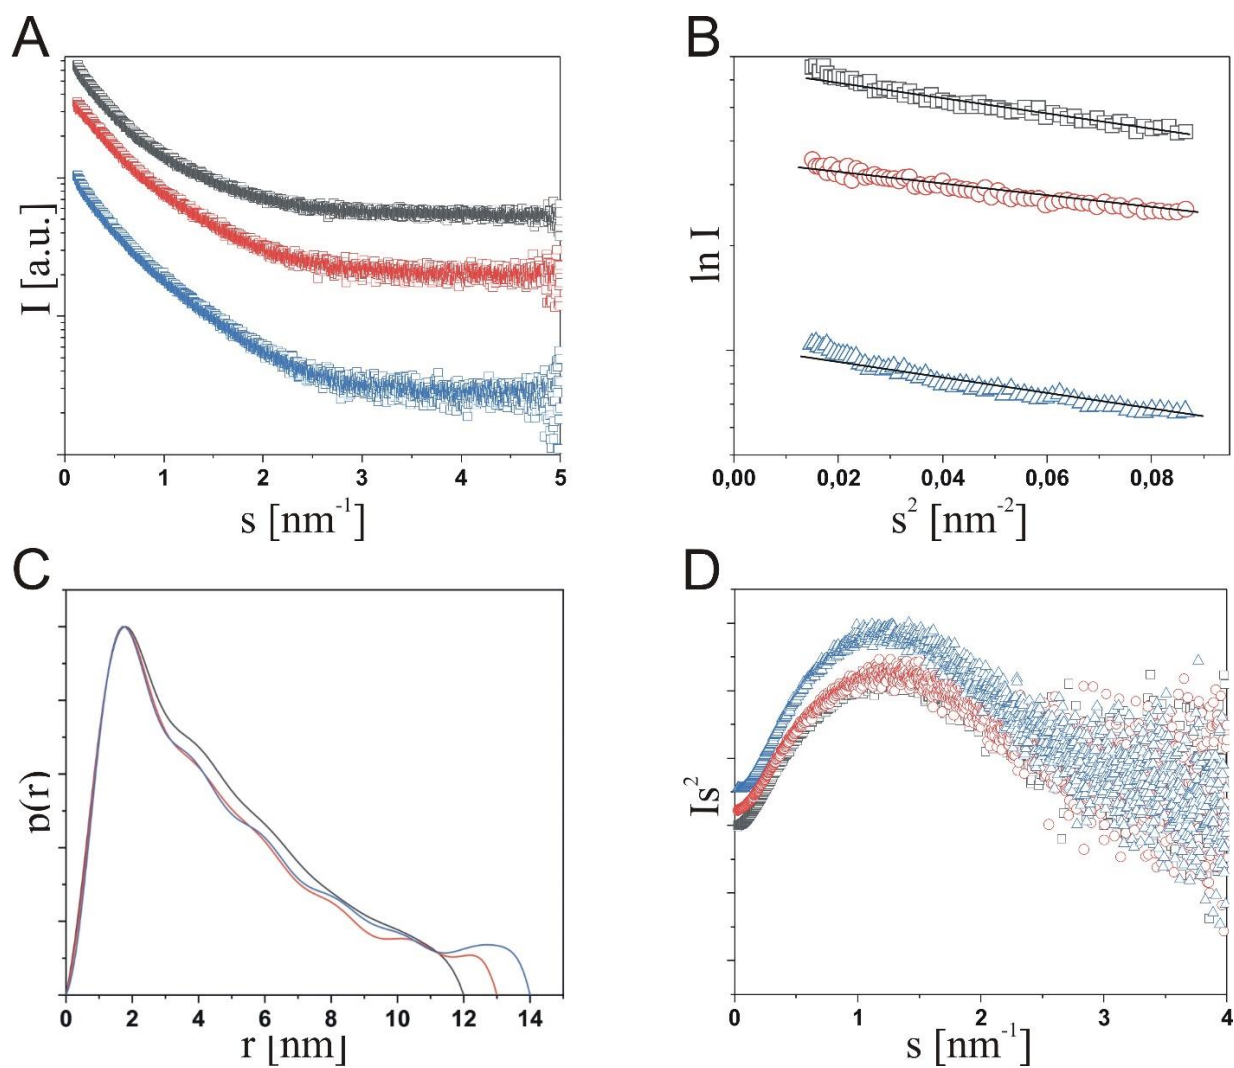 A
I [a.u.]
0 1 2 3 4 5
s [nm⁻¹]
B
ln I
0,00 0,02 0,04 0,06 0,08
s² [nm⁻²]
C
p(r)
0 2 4 6 8 10 12 14
r [nm]
D
Is²
0 1 2 3 4
s [nm⁻¹]